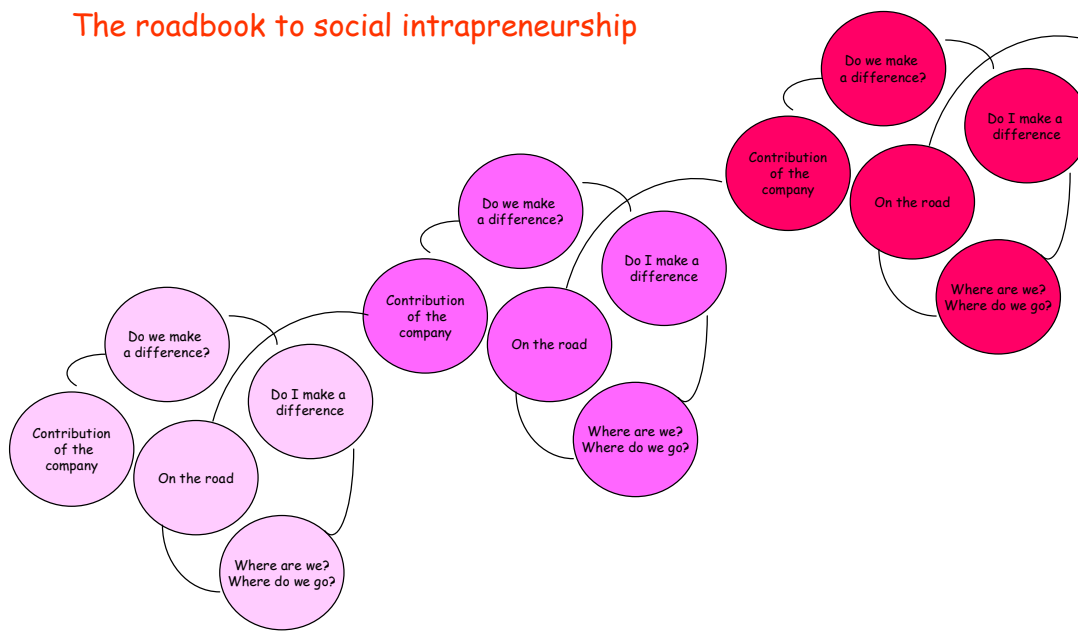 The roadbook to social intrapreneurship
Do we make
a difference?
Do I make a
difference
Contribution
of the
company
On the road
Where are we?
Where do we go?
Do we make
a difference?
Do I make a
difference
Contribution
of the
company
On the road
Where are we?
Where do we go?
Do we make
a difference?
Do I make a
difference
Contribution
of the
company
On the road
Where are we?
Where do we go?